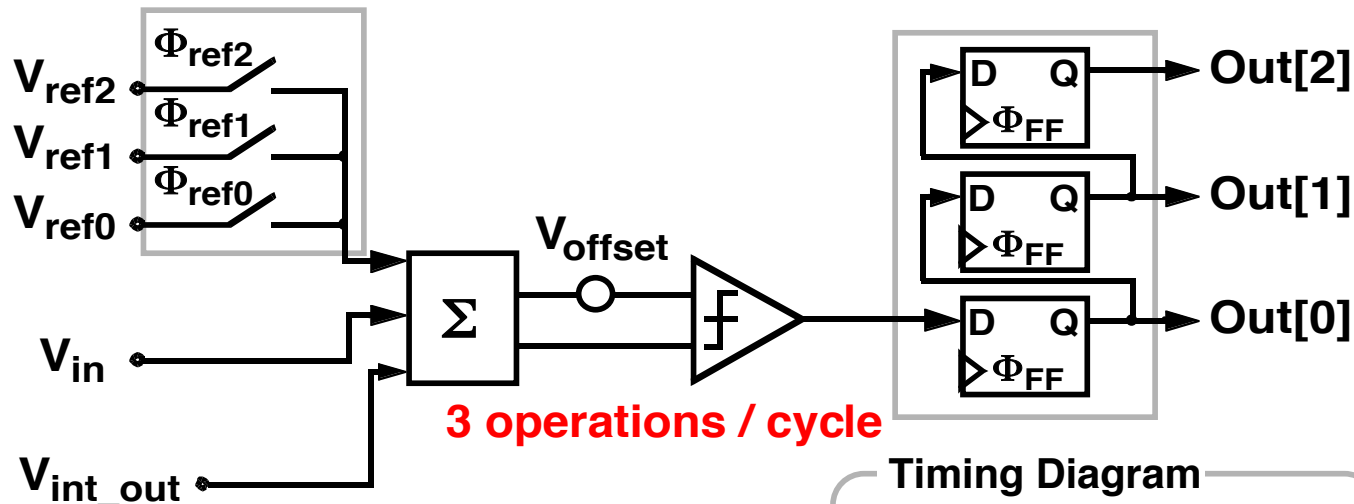 Φref2
Vref2
Φref1
Vref1
Φref0
Vref0
Voffset
Σ
Vin
Vint_out
3 operations / cycle
D Q
ΦFF
Out[2]
D Q
ΦFF
Out[1]
D Q
ΦFF
Out[0]
Timing Diagram